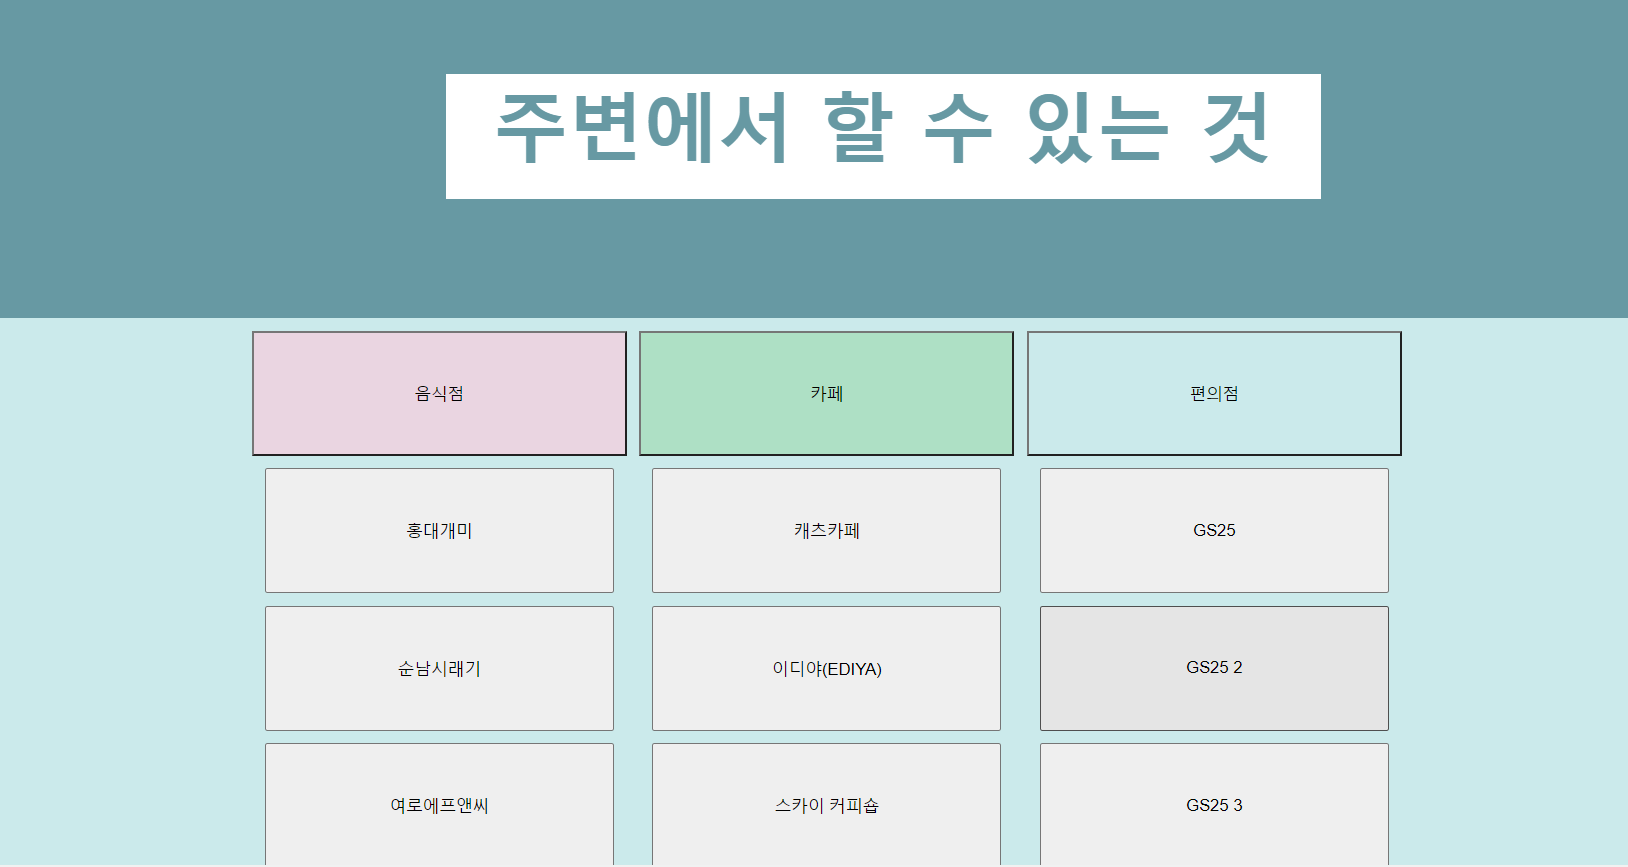 주변에서 할 수 있는 것
음식점
카페
편의점
홍대개미
캐츠카페
GS25
순남시래기
이디야(EDIYA)
GS25 2
여로에프앤씨
스카이 커피숍
GS25 3